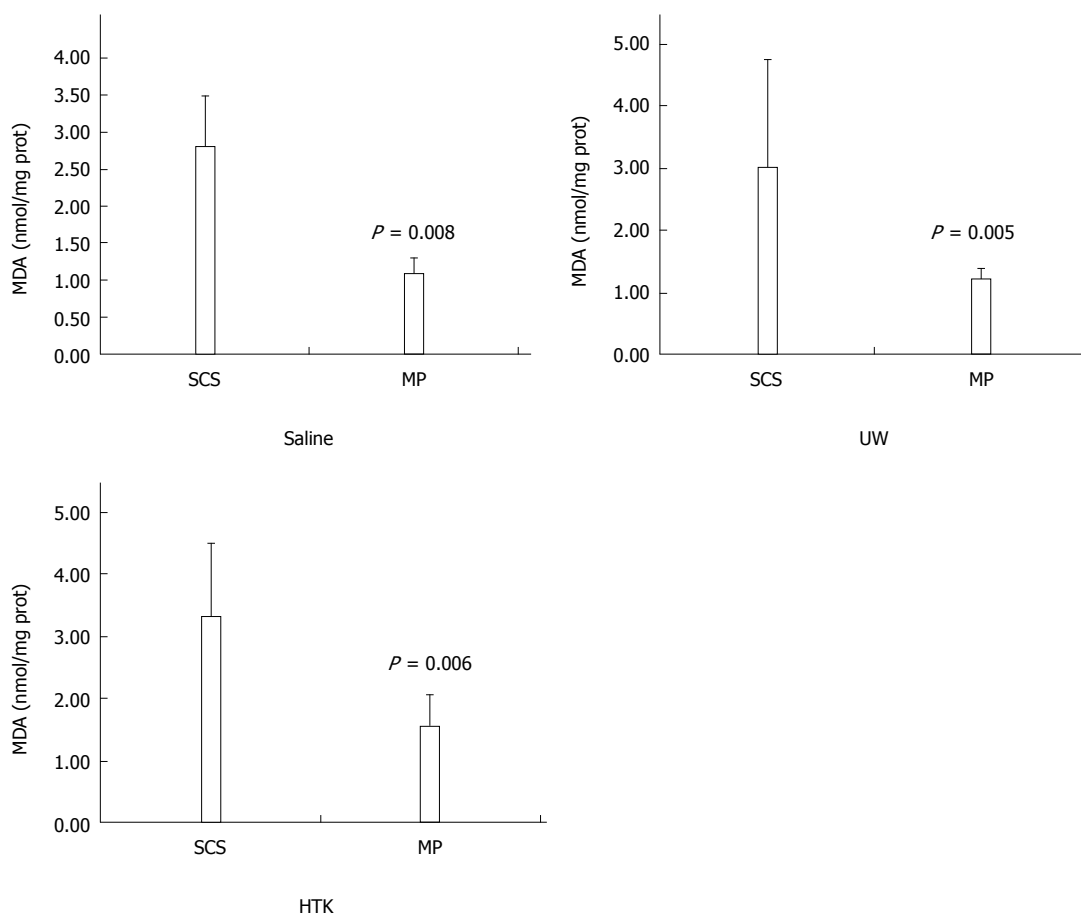 4.00
3.50
3.00
2.50
2.00
1.50
1.00
0.50
0.00
MDA (nmol/mg prot)
P = 0.008
SCS MP
Saline
5.00
4.00
3.00
2.00
1.00
0.00
MDA (nmol/mg prot)
P = 0.005
SCS MP
UW
5.00
4.00
3.00
2.00
1.00
0.00
MDA (nmol/mg prot)
P = 0.006
SCS MP
HTK